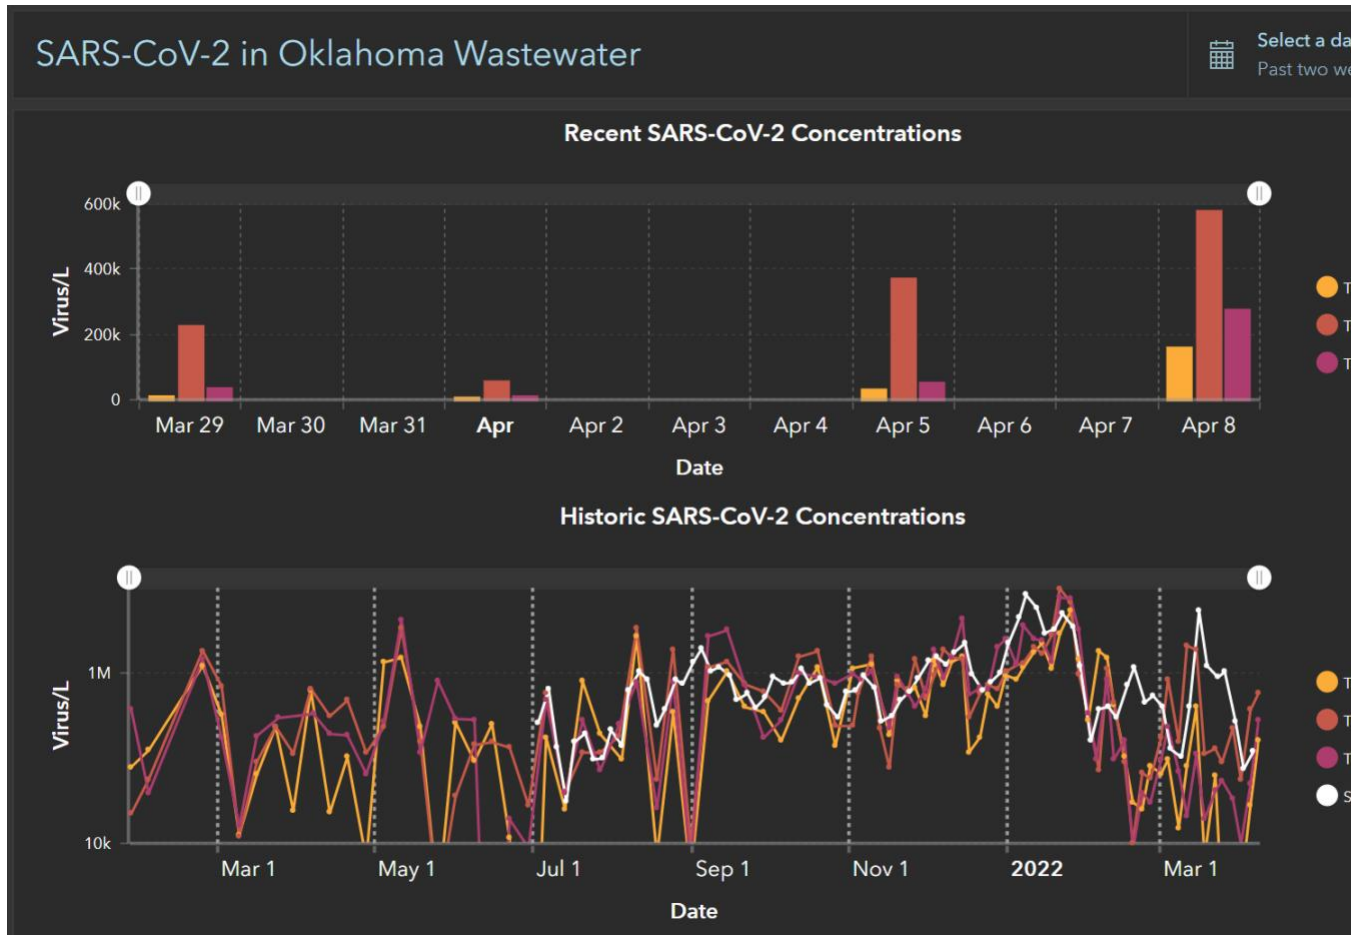 SARS-CoV-2 in Oklahoma Wastewater
Select a da
Past two we
Recent SARS-CoV-2 Concentrations
600k
400k
200k
0
Virus/L
T
T
T
Mar 29 Mar 30 Mar 31 Apr Apr 2 Apr 3 Apr 4 Apr 5 Apr 6 Apr 7 Apr 8
Date
Historic SARS-CoV-2 Concentrations
1M
10k
Virus/L
T
T
T
S
Mar 1 May 1 Jul 1 Sep 1 Nov 1 2022 Mar 1
Date